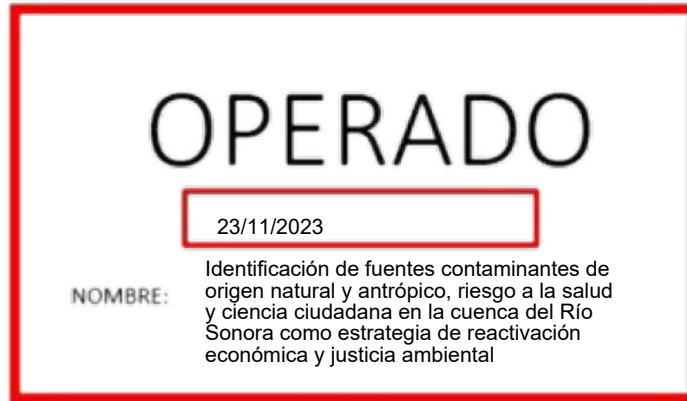 OPERADO
23/11/2023
NOMBRE:
Identificación de fuentes contaminantes de
origen natural y antrópico, riesgo a la salud
y ciencia ciudadana en la cuenca del Río
Sonora como estrategia de reactivación
económica y justicia ambiental